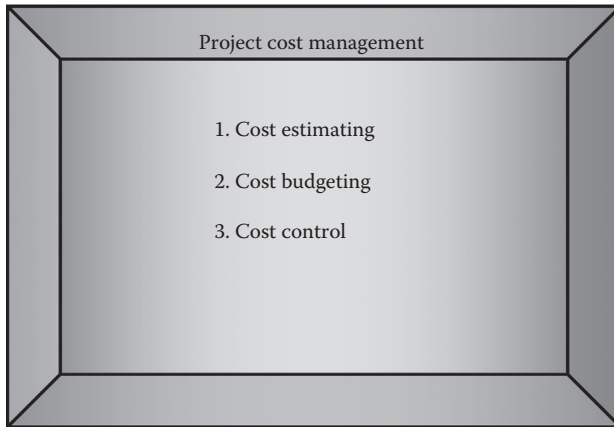 Project cost management
1. Cost estimating
2. Cost budgeting
3. Cost control